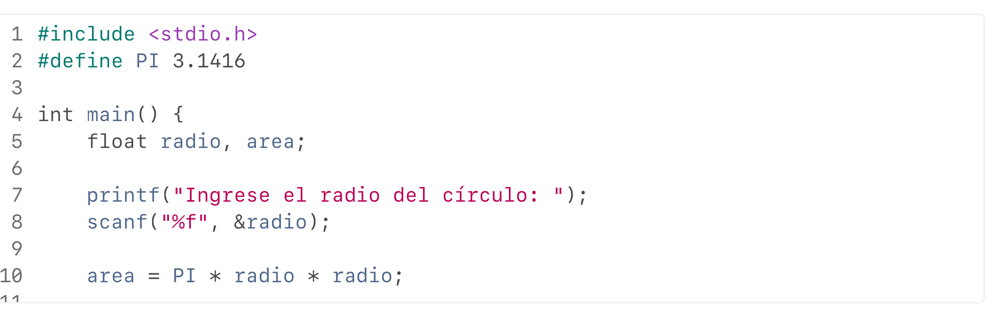 1 #include <stdio.h>
2 #define PI 3.1416
3
4 int main() {
5     float radio, area;
6
7     printf("Ingrese el radio del círculo: ");
8     scanf("%f", &radio);
9
10     area = PI * radio * radio;
11